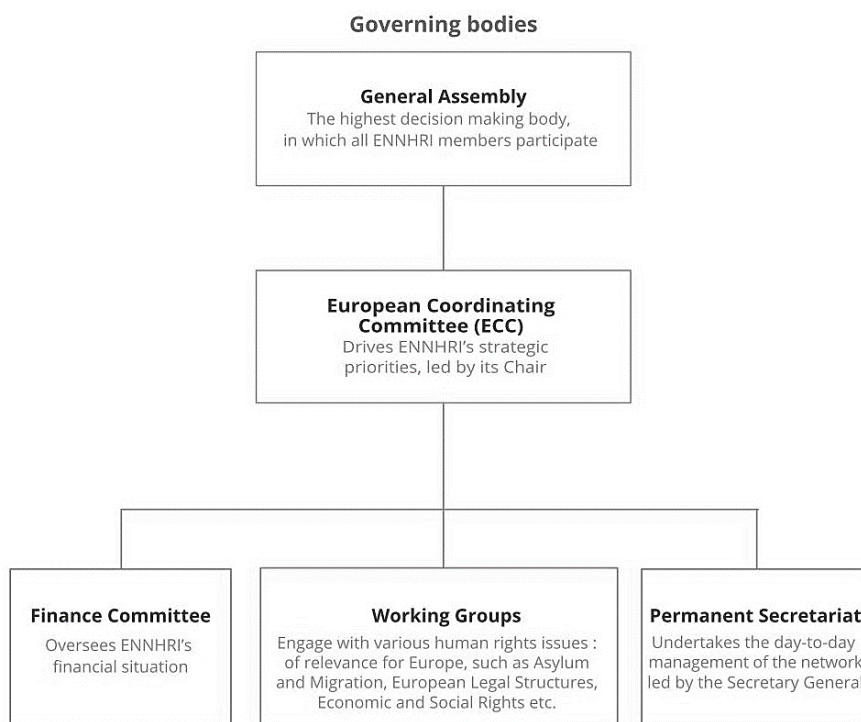 Governing bodies
General Assembly
The highest decision making body,
in which all ENNHRI members participate
European Coordinating
Committee (ECC)
Drives ENNHRI’s strategic
priorities, led by its Chair
Finance Committee
Oversees ENNHRI’s
financial situation
Working Groups
Engage with various human rights issues :
of relevance for Europe, such as Asylum
and Migration, European Legal Structures,
Economic and Social Rights etc.
Permanent Secretariat
Undertakes the day-to-day
management of the network
led by the Secretary General